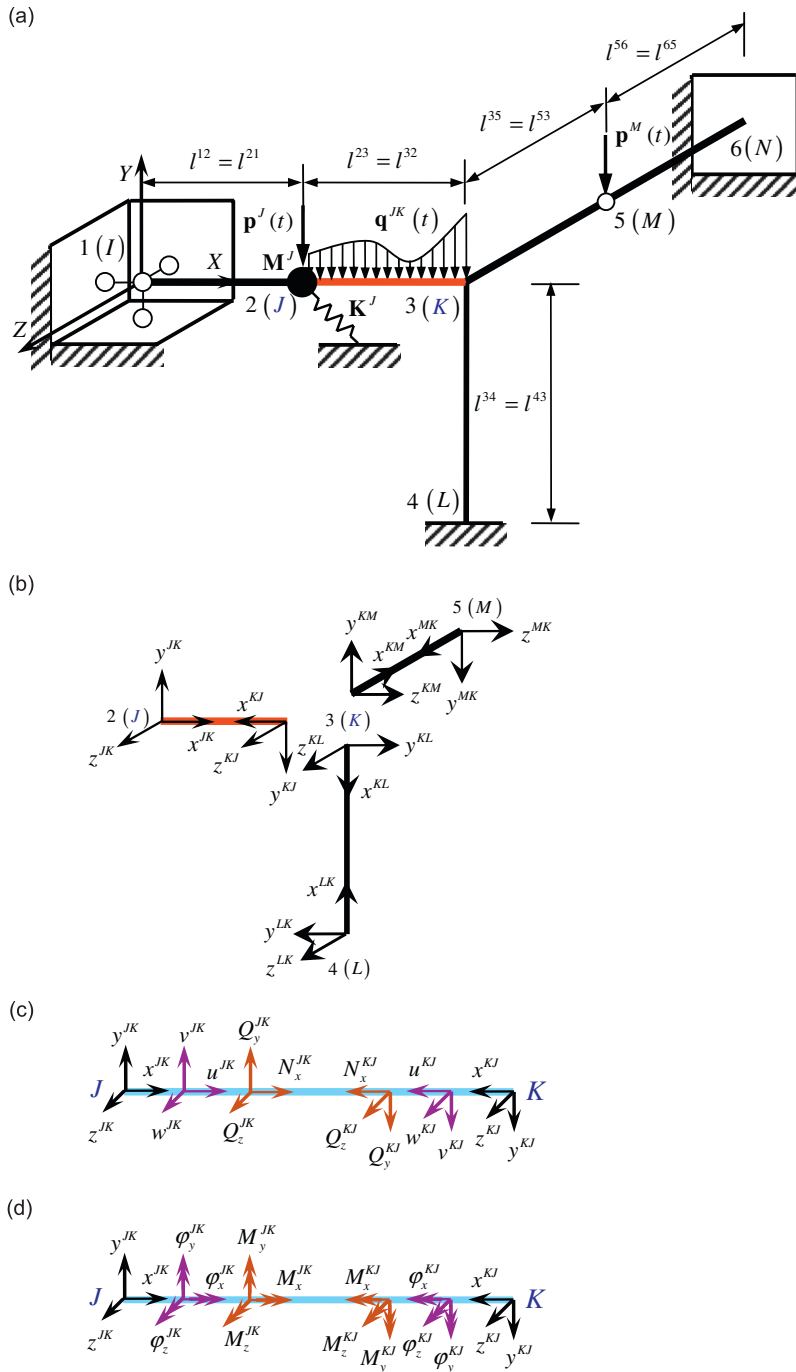 (a)
l^{56} = l^{65}
l^{35} = l^{53}
p^M (t)
l^{12} = l^{21}
l^{23} = l^{32}
6 (N)
Y
p^J (t)
q^{JK} (t)
5 (M)
1 (I)
X
M^J
2 (J)
K^J
3 (K)
Z
l^{34} = l^{43}
4 (L)
(b)
5 (M)
y^{KM}
x^{MK}
z^{MK}
y^{JK}
x^{KM}
2 (J)
x^{KJ}
z^{KM}
y^{MK}
3 (K)
z^{JK}
x^{JK}
z^{KJ}
z^{KL}
y^{KL}
y^{KJ}
x^{KL}
x^{LK}
y^{LK}
z^{LK}
4 (L)
(c)
y^{JK} v^{JK} Q_y^{JK}
x^{JK} u^{JK} N_x^{JK} N_x^{KJ} u^{KJ} x^{KJ}
J K
z^{JK} w^{JK} Q_z^{JK} Q_z^{KJ} Q_y^{KJ} w^{KJ} v^{KJ} z^{KJ} y^{KJ}
(d)
y^{JK} φ_y^{JK} M_y^{JK}
x^{JK} φ_x^{JK} M_x^{JK} M_x^{KJ} φ_x^{KJ} x^{KJ}
J K
z^{JK} φ_z^{JK} M_z^{JK} M_z^{KJ} M_y^{KJ} φ_z^{KJ} φ_y^{KJ} z^{KJ} y^{KJ}